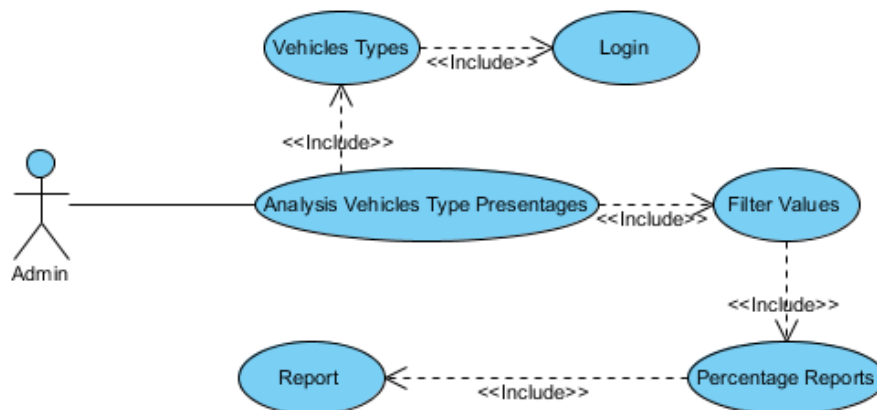 Vehicles Types
Login
<<Include>>
<<Include>>
Analysis Vehicles Type Presentages
Filter Values
<<Include>>
Admin
<<Include>>
Report
Percentage Reports
<<Include>>